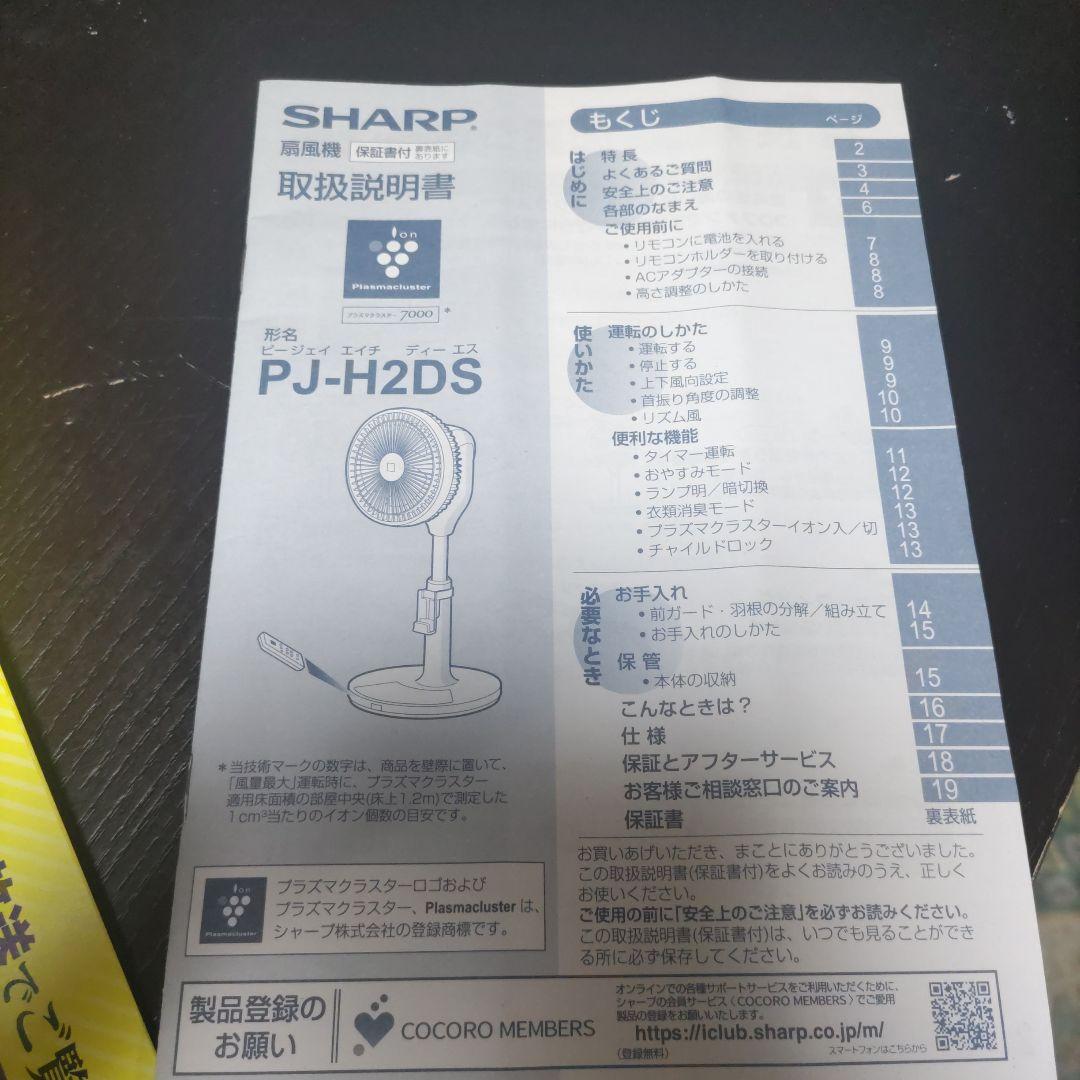 SHARP®
扇風機 保証書付 裏表紙に あります
取扱説明書
ion
Plasmacluster
プラズマクラスター 7000 *
形名
ピージェイ エイチ ディーエス
PJ-H2DS
*当技術マークの数字は、商品を壁際に置いて、
「風量最大」運転時に、プラズマクラスター
適用床面積の部屋中央(床上1.2m)で測定した
1cm³当たりのイオン個数の目安です。
ion
Plasmacluster
プラズマクラスターロゴおよび
プラズマクラスター、Plasmacluster は、
シャープ株式会社の登録商標です。
もくじ ページ
はじめに
特長 2
よくあるご質問 3
安全上のご注意 4
各部のなまえ 6
ご使用前に
・リモコンに電池を入れる 7
・リモコンホルダーを取り付ける 8
・ACアダプターの接続 8
・高さ調整のしかた 8
使いかた
運転のしかた
・運転する 9
・停止する 9
・上下風向設定 9
・首振り角度の調整 10
・リズム風 10
便利な機能
・タイマー運転 11
・おやすみモード 12
・ランプ明／暗切換 12
・衣類消臭モード 13
・プラズマクラスターイオン入／切 13
・チャイルドロック 13
必要なとき
お手入れ
・前ガード・羽根の分解／組み立て 14
・お手入れのしかた 15
保管
・本体の収納 15
こんなときは？ 16
仕様 17
保証とアフターサービス 18
お客様ご相談窓口のご案内 19
保証書 裏表紙
お買いあげいただき、まことにありがとうございました。
この取扱説明書(保証書付)をよくお読みのうえ、正しく
お使いください。
ご使用の前に「安全上のご注意」を必ずお読みください。
この取扱説明書(保証書付)は、いつでも見ることができ
る所に必ず保存してください。
製品登録の
お願い
COCORO MEMBERS
オンラインでの各種サポートサービスをご利用いただくために、
シャープの会員サービス（COCORO MEMBERS）でご愛用
製品の登録をお願いいたします。
https://iclub.sharp.co.jp/m/
(登録無料) スマートフォンはこちらから